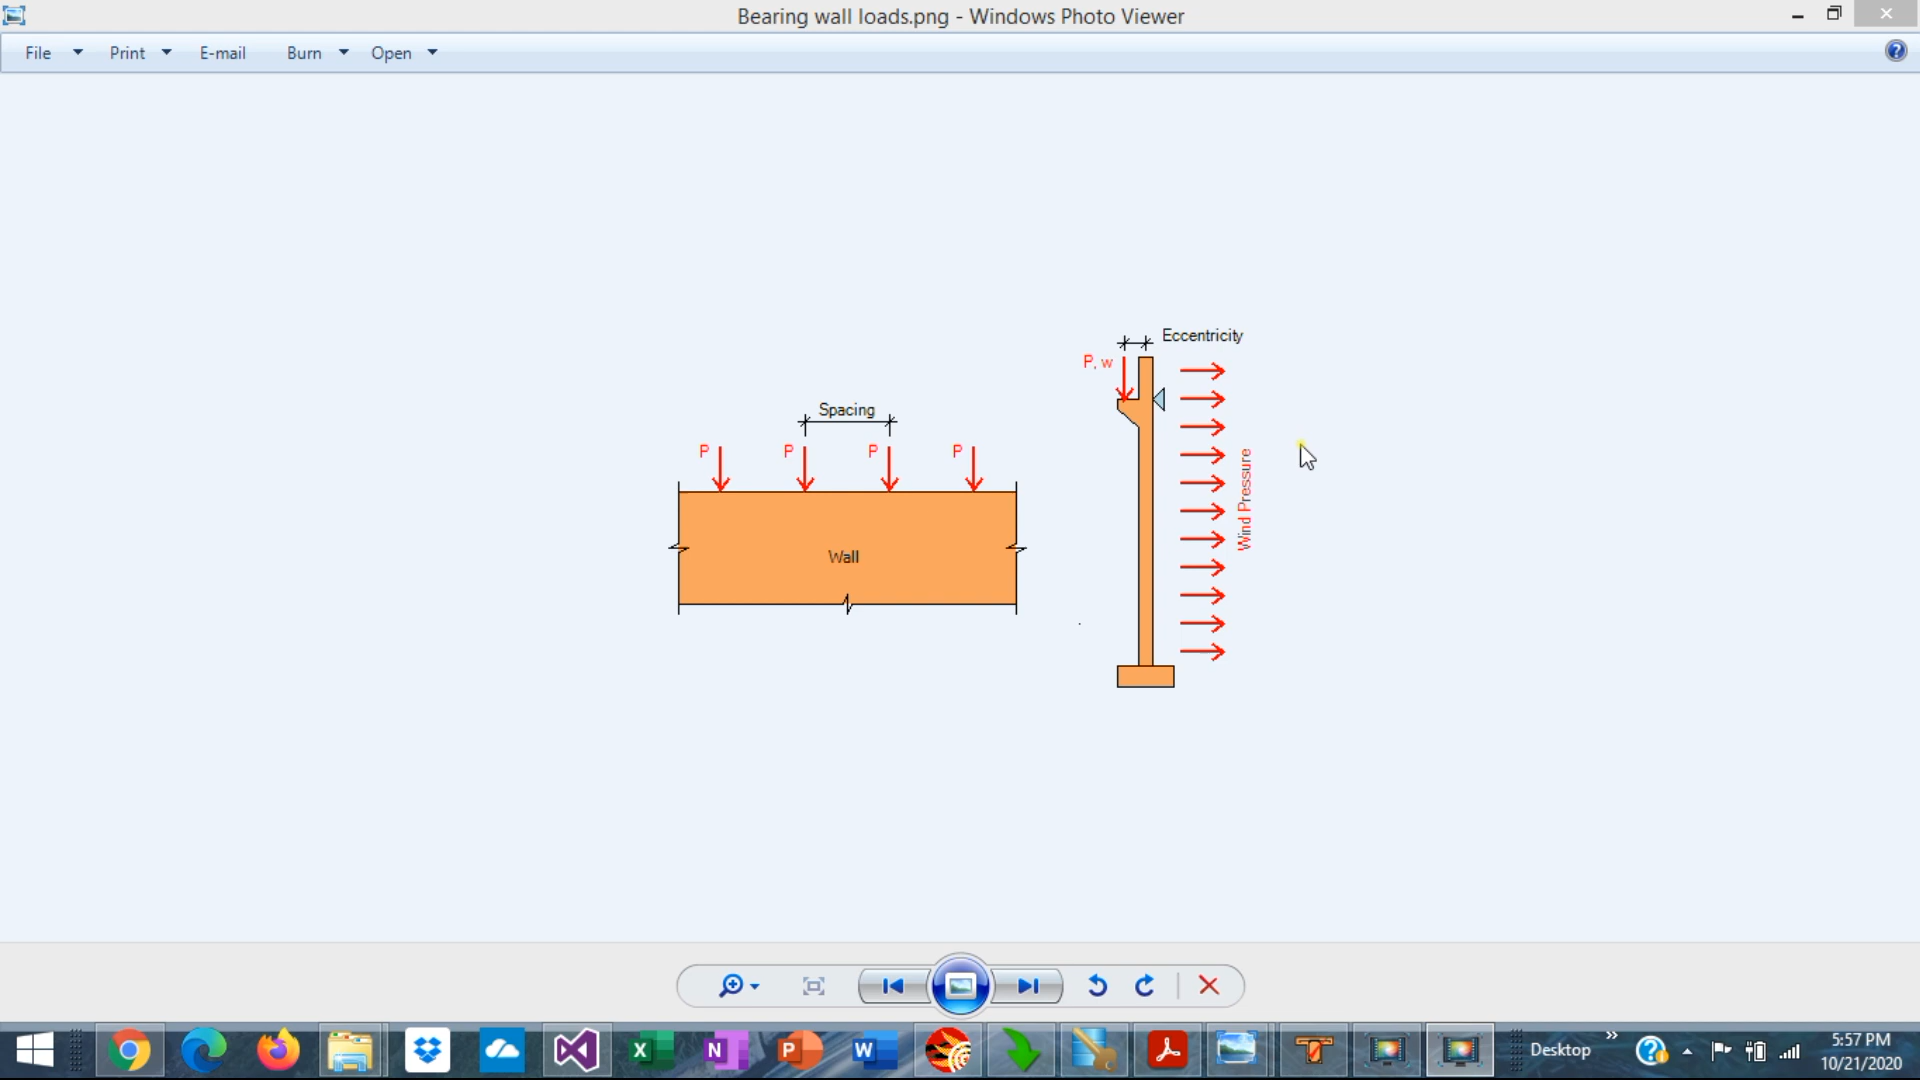 Bearing wall loads.png - Windows Photo Viewer
File Print E-mail Burn Open
Eccentricity
P, w
Spacing
P P P P
Wall
Wind Pressure
Desktop
5:57 PM
10/21/2020